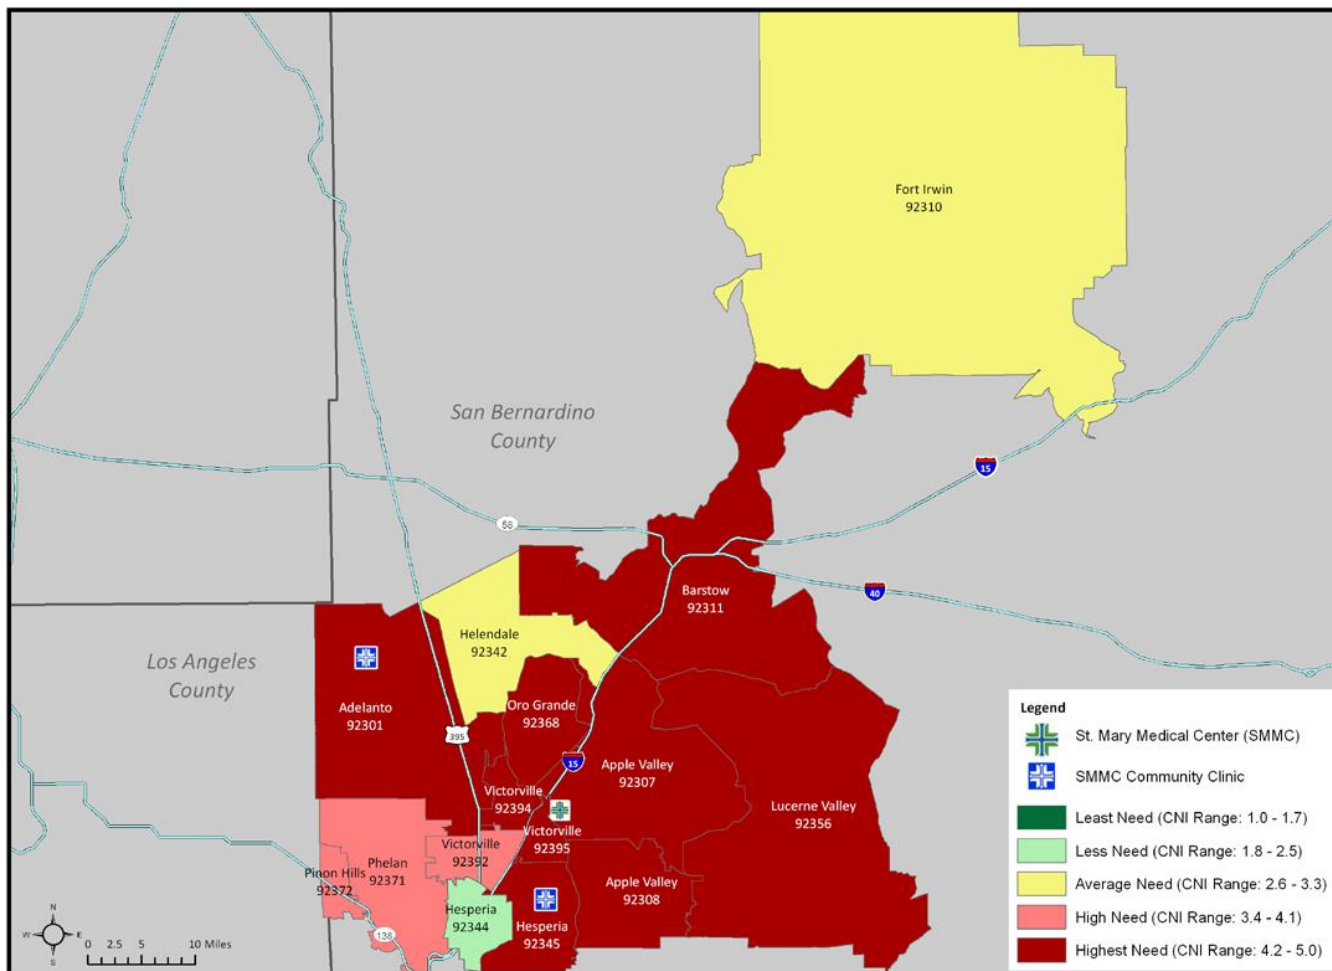 Fort Irwin
92310
San Bernardino
County
15
58
Barstow
92311
40
Helendale
92342
Los Angeles
County
Adelanto
92301
Oro Grande
92368
395
15
Apple Valley
92307
Victorville
92394
Lucerne Valley
92356
Victorville
92395
Victorville
92392
Phelan
92371
Pinon Hills
92372
Apple Valley
92308
Hesperia
92344
Hesperia
92345
138
N
W
E
S
0 2.5 5 10 Miles
Legend
St. Mary Medical Center (SMMC)
SMMC Community Clinic
Least Need (CNI Range: 1.0 - 1.7)
Less Need (CNI Range: 1.8 - 2.5)
Average Need (CNI Range: 2.6 - 3.3)
High Need (CNI Range: 3.4 - 4.1)
Highest Need (CNI Range: 4.2 - 5.0)